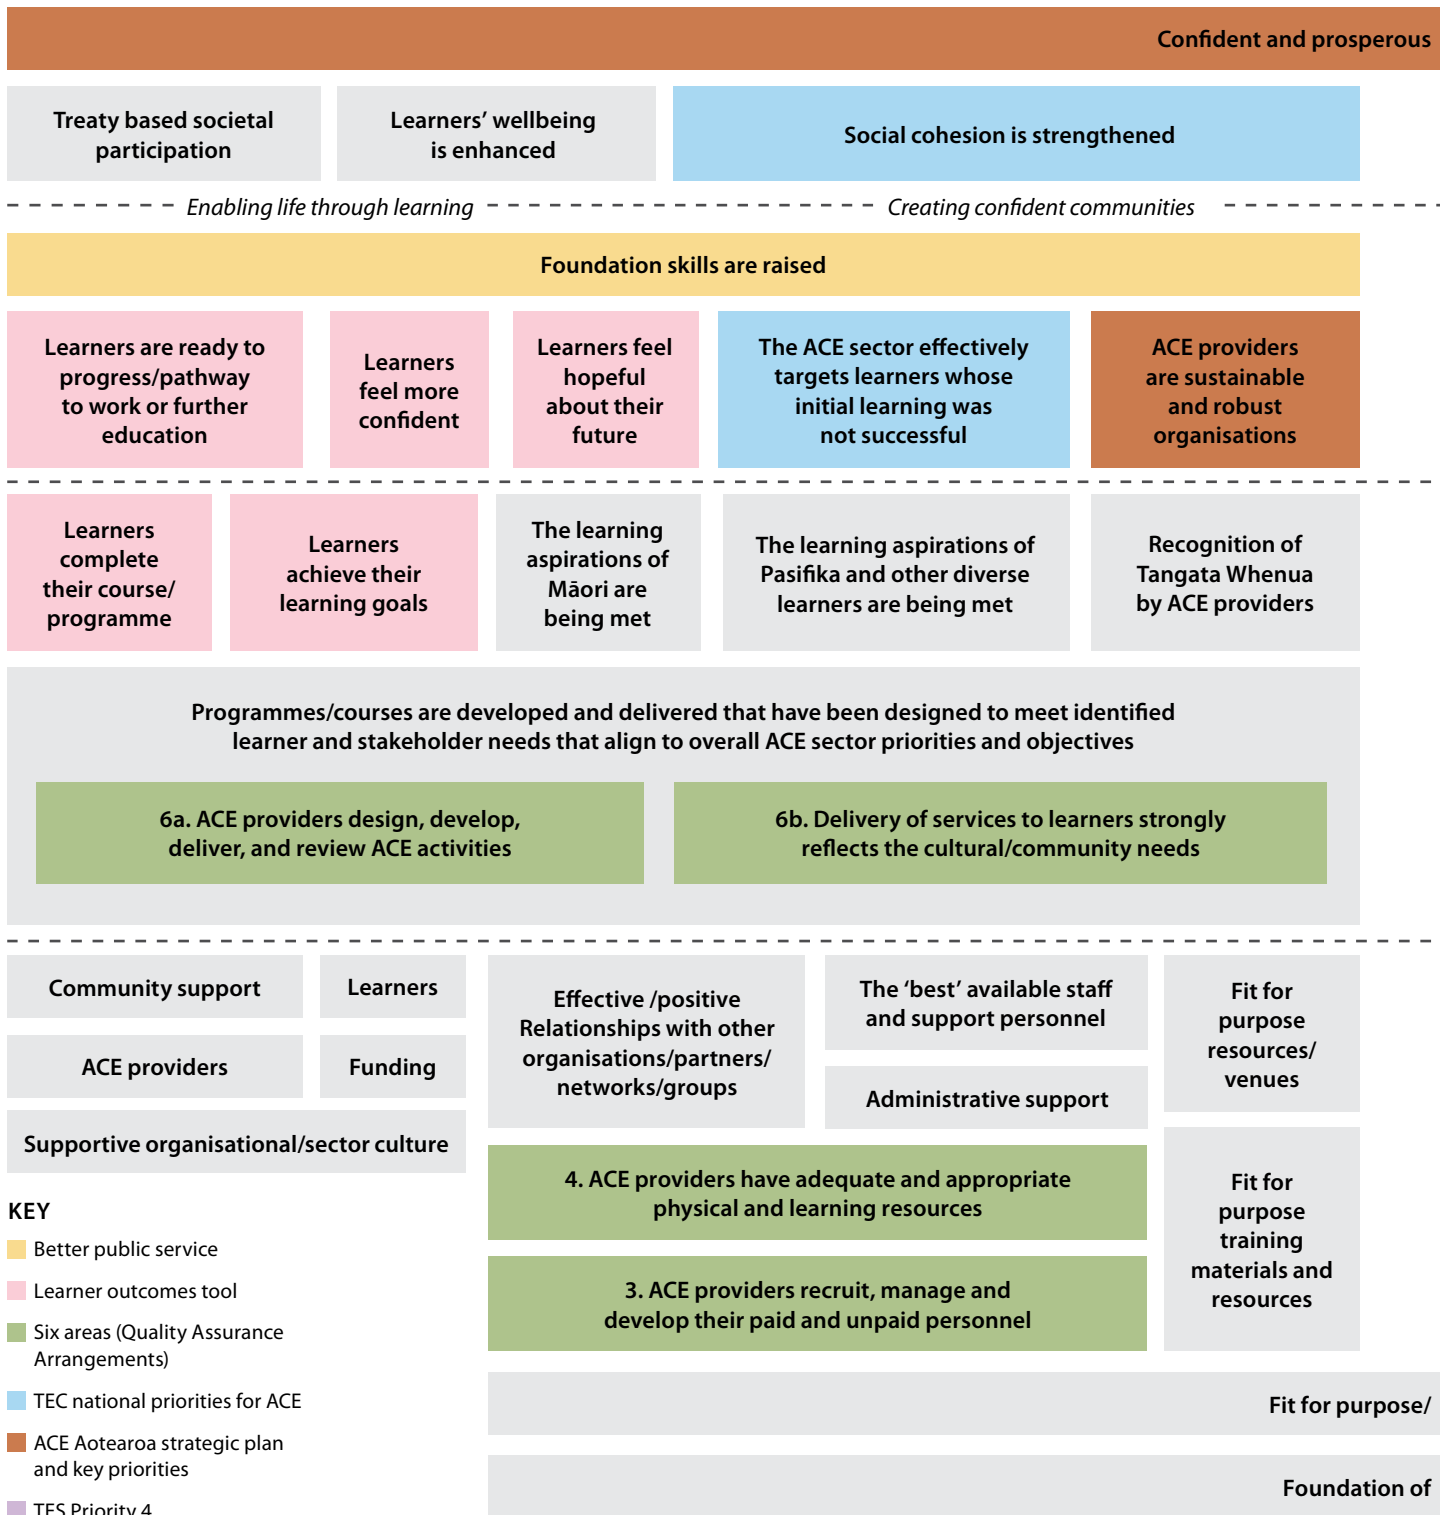 Confident and prosperous
Treaty based societal
participation
Learners’ wellbeing
is enhanced
Social cohesion is strengthened
Enabling life through learning
Creating confident communities
Foundation skills are raised
Learners are ready to
progress/pathway
to work or further
education
Learners
feel more
confident
Learners feel
hopeful
about their
future
The ACE sector effectively
targets learners whose
initial learning was
not successful
ACE providers
are sustainable
and robust
organisations
Learners
complete
their course/
programme
Learners
achieve their
learning goals
The learning
aspirations of
Māori are
being met
The learning aspirations of
Pasifika and other diverse
learners are being met
Recognition of
Tangata Whenua
by ACE providers
Programmes/courses are developed and delivered that have been designed to meet identified
learner and stakeholder needs that align to overall ACE sector priorities and objectives
6a. ACE providers design, develop,
deliver, and review ACE activities
6b. Delivery of services to learners strongly
reflects the cultural/community needs
Community support
Learners
ACE providers
Funding
Supportive organisational/sector culture
Effective /positive
Relationships with other
organisations/partners/
networks/groups
The ‘best’ available staff
and support personnel
Administrative support
Fit for
purpose
resources/
venues
4. ACE providers have adequate and appropriate
physical and learning resources
3. ACE providers recruit, manage and
develop their paid and unpaid personnel
Fit for
purpose
training
materials and
resources
Fit for purpose/
Foundation of
KEY
Better public service
Learner outcomes tool
Six areas (Quality Assurance
Arrangements)
TEC national priorities for ACE
ACE Aotearoa strategic plan
and key priorities
TES Priority 4